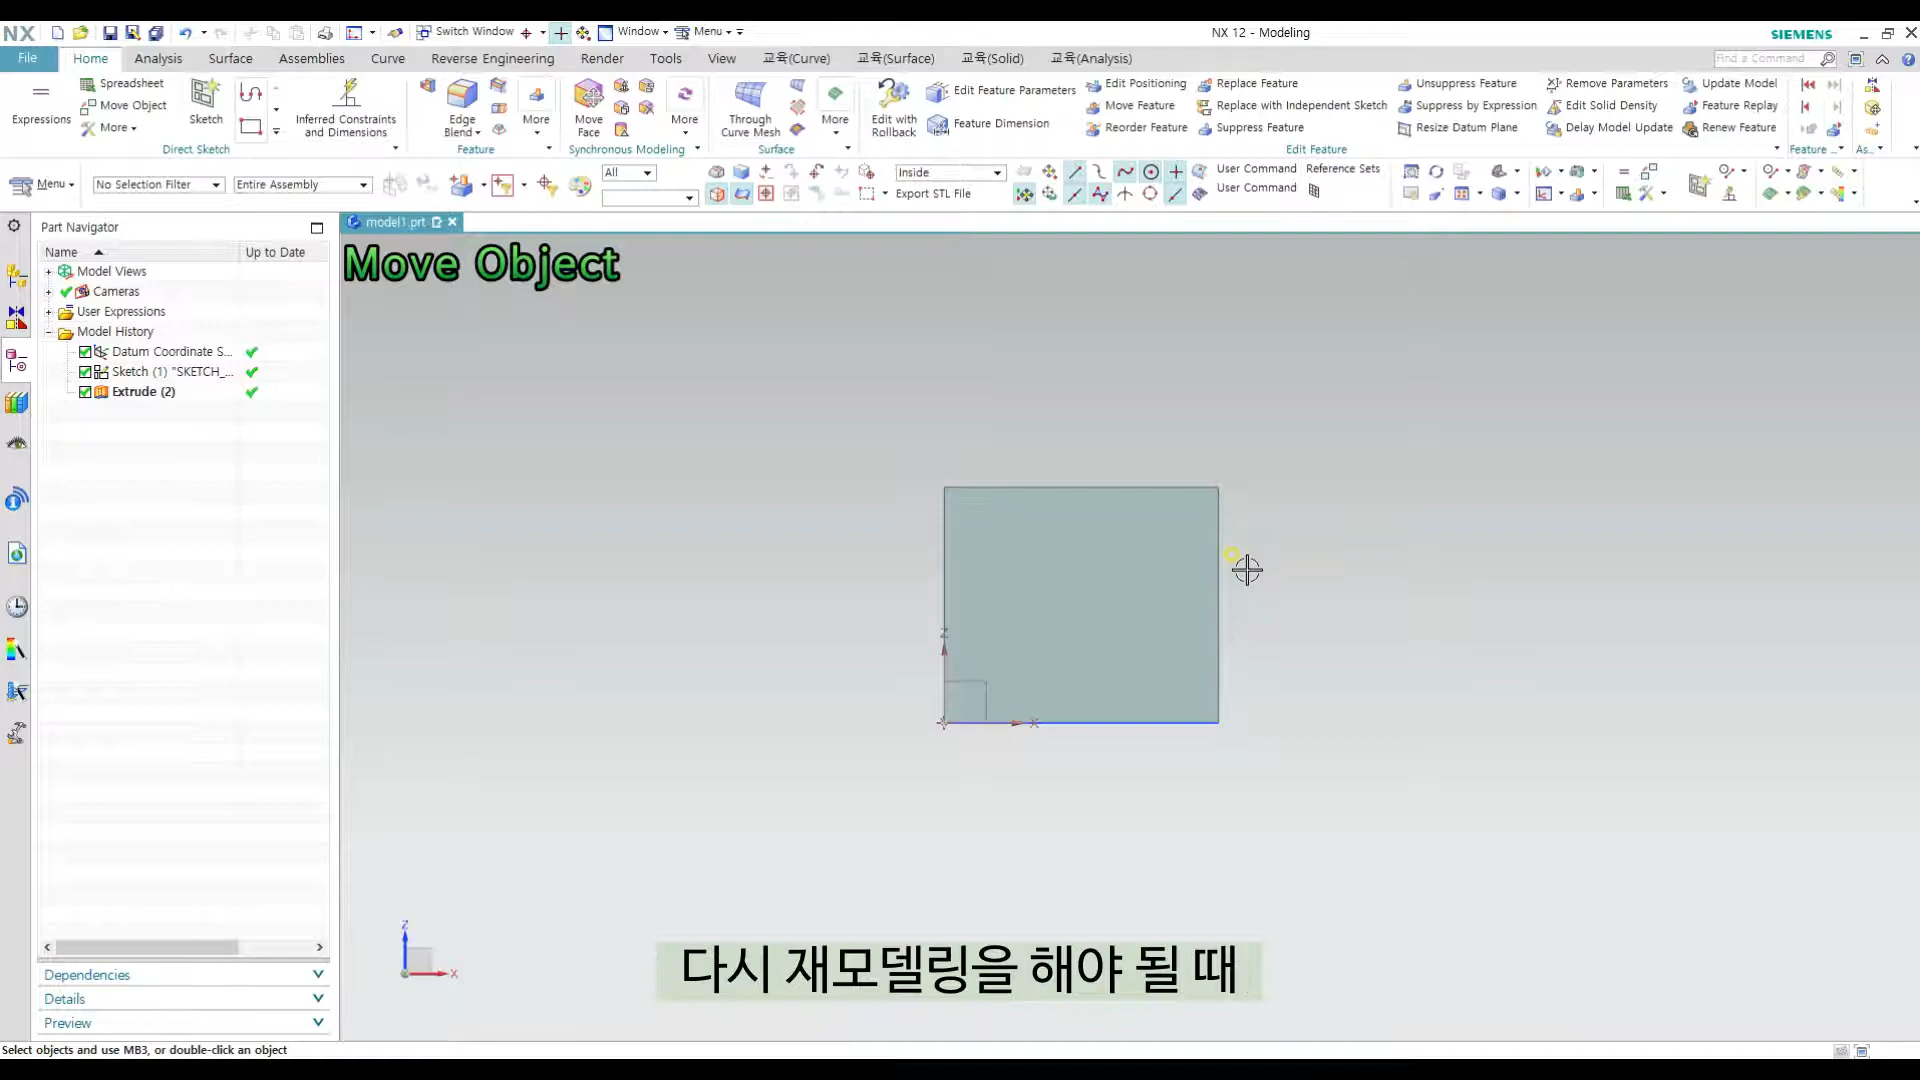 NX
Switch Window
Window
Menu
NX 12 - Modeling
SIEMENS
File
Home
Analysis
Surface
Assemblies
Curve
Reverse Engineering
Render
Tools
View
교육(Curve)
교육(Surface)
교육(Solid)
교육(Analysis)
Find a Command
Expressions
Spreadsheet
Move Object
More
Sketch
Inferred Constraints
and Dimensions
Direct Sketch
Edge
Blend
More
Feature
Move
Face
More
Synchronous Modeling
Through
Curve Mesh
More
Surface
Edit with
Rollback
Edit Feature Parameters
Feature Dimension
Edit Positioning
Move Feature
Reorder Feature
Replace Feature
Replace with Independent Sketch
Suppress Feature
Unsuppress Feature
Suppress by Expression
Resize Datum Plane
Remove Parameters
Edit Solid Density
Delay Model Update
Update Model
Feature Replay
Renew Feature
Edit Feature
Feature ...
As...
Menu
No Selection Filter
Entire Assembly
All
Inside
Export STL File
User Command
Reference Sets
User Command
Part Navigator
model1.prt
Name
Up to Date
Model Views
Cameras
User Expressions
Model History
Datum Coordinate S...
Sketch (1) "SKETCH_...
Extrude (2)
Move Object
Z
X
Z
X
Dependencies
Details
Preview
다시 재모델링을 해야 될 때
Select objects and use MB3, or double-click an object